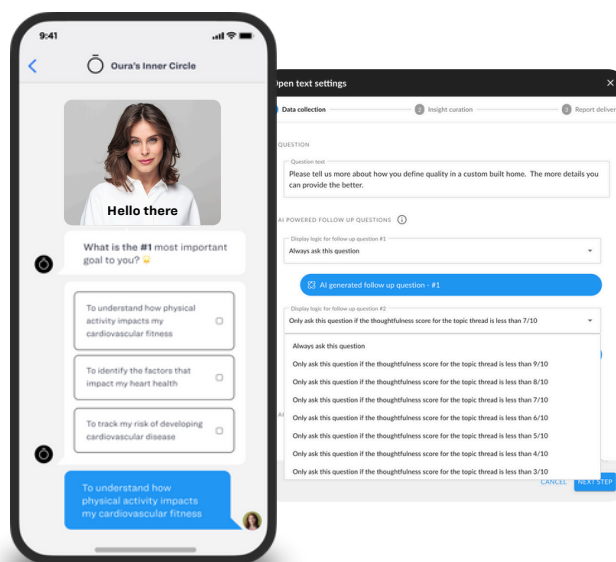 9:41
Oura's Inner Circle
Hello there
What is the #1 most important
goal to you?
To understand how physical
activity impacts my
cardiovascular fitness
To identify the factors that
impact my heart health
To track my risk of developing
cardiovascular disease
To understand how
physical activity impacts
my cardiovascular fitness
pen text settings
Data collection
2 Insight curation
3 Report deliver
QUESTION
Question text
Please tell us more about how you define quality in a custom built home. The more details you
can provide the better.
AI POWERED FOLLOW UP QUESTIONS
Display logic for follow up question #1
Always ask this question
AI generated follow up question - #1
Display logic for follow up question #2
Only ask this question if the thoughtfulness score for the topic thread is less than 7/10
Always ask this question
Only ask this question if the thoughtfulness score for the topic thread is less than 9/10
Only ask this question if the thoughtfulness score for the topic thread is less than 8/10
Only ask this question if the thoughtfulness score for the topic thread is less than 7/10
Only ask this question if the thoughtfulness score for the topic thread is less than 6/10
Only ask this question if the thoughtfulness score for the topic thread is less than 5/10
Only ask this question if the thoughtfulness score for the topic thread is less than 4/10
Only ask this question if the thoughtfulness score for the topic thread is less than 3/10
CANCEL
NEXT STEP